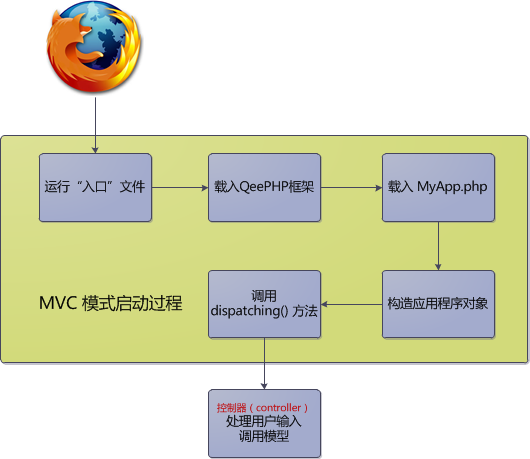 运行“入口”文件
载入QeePHP框架
载入 MyApp.php
MVC 模式启动过程
调用
dispatching() 方法
构造应用程序对象
控制器（controller）
处理用户输入
调用模型